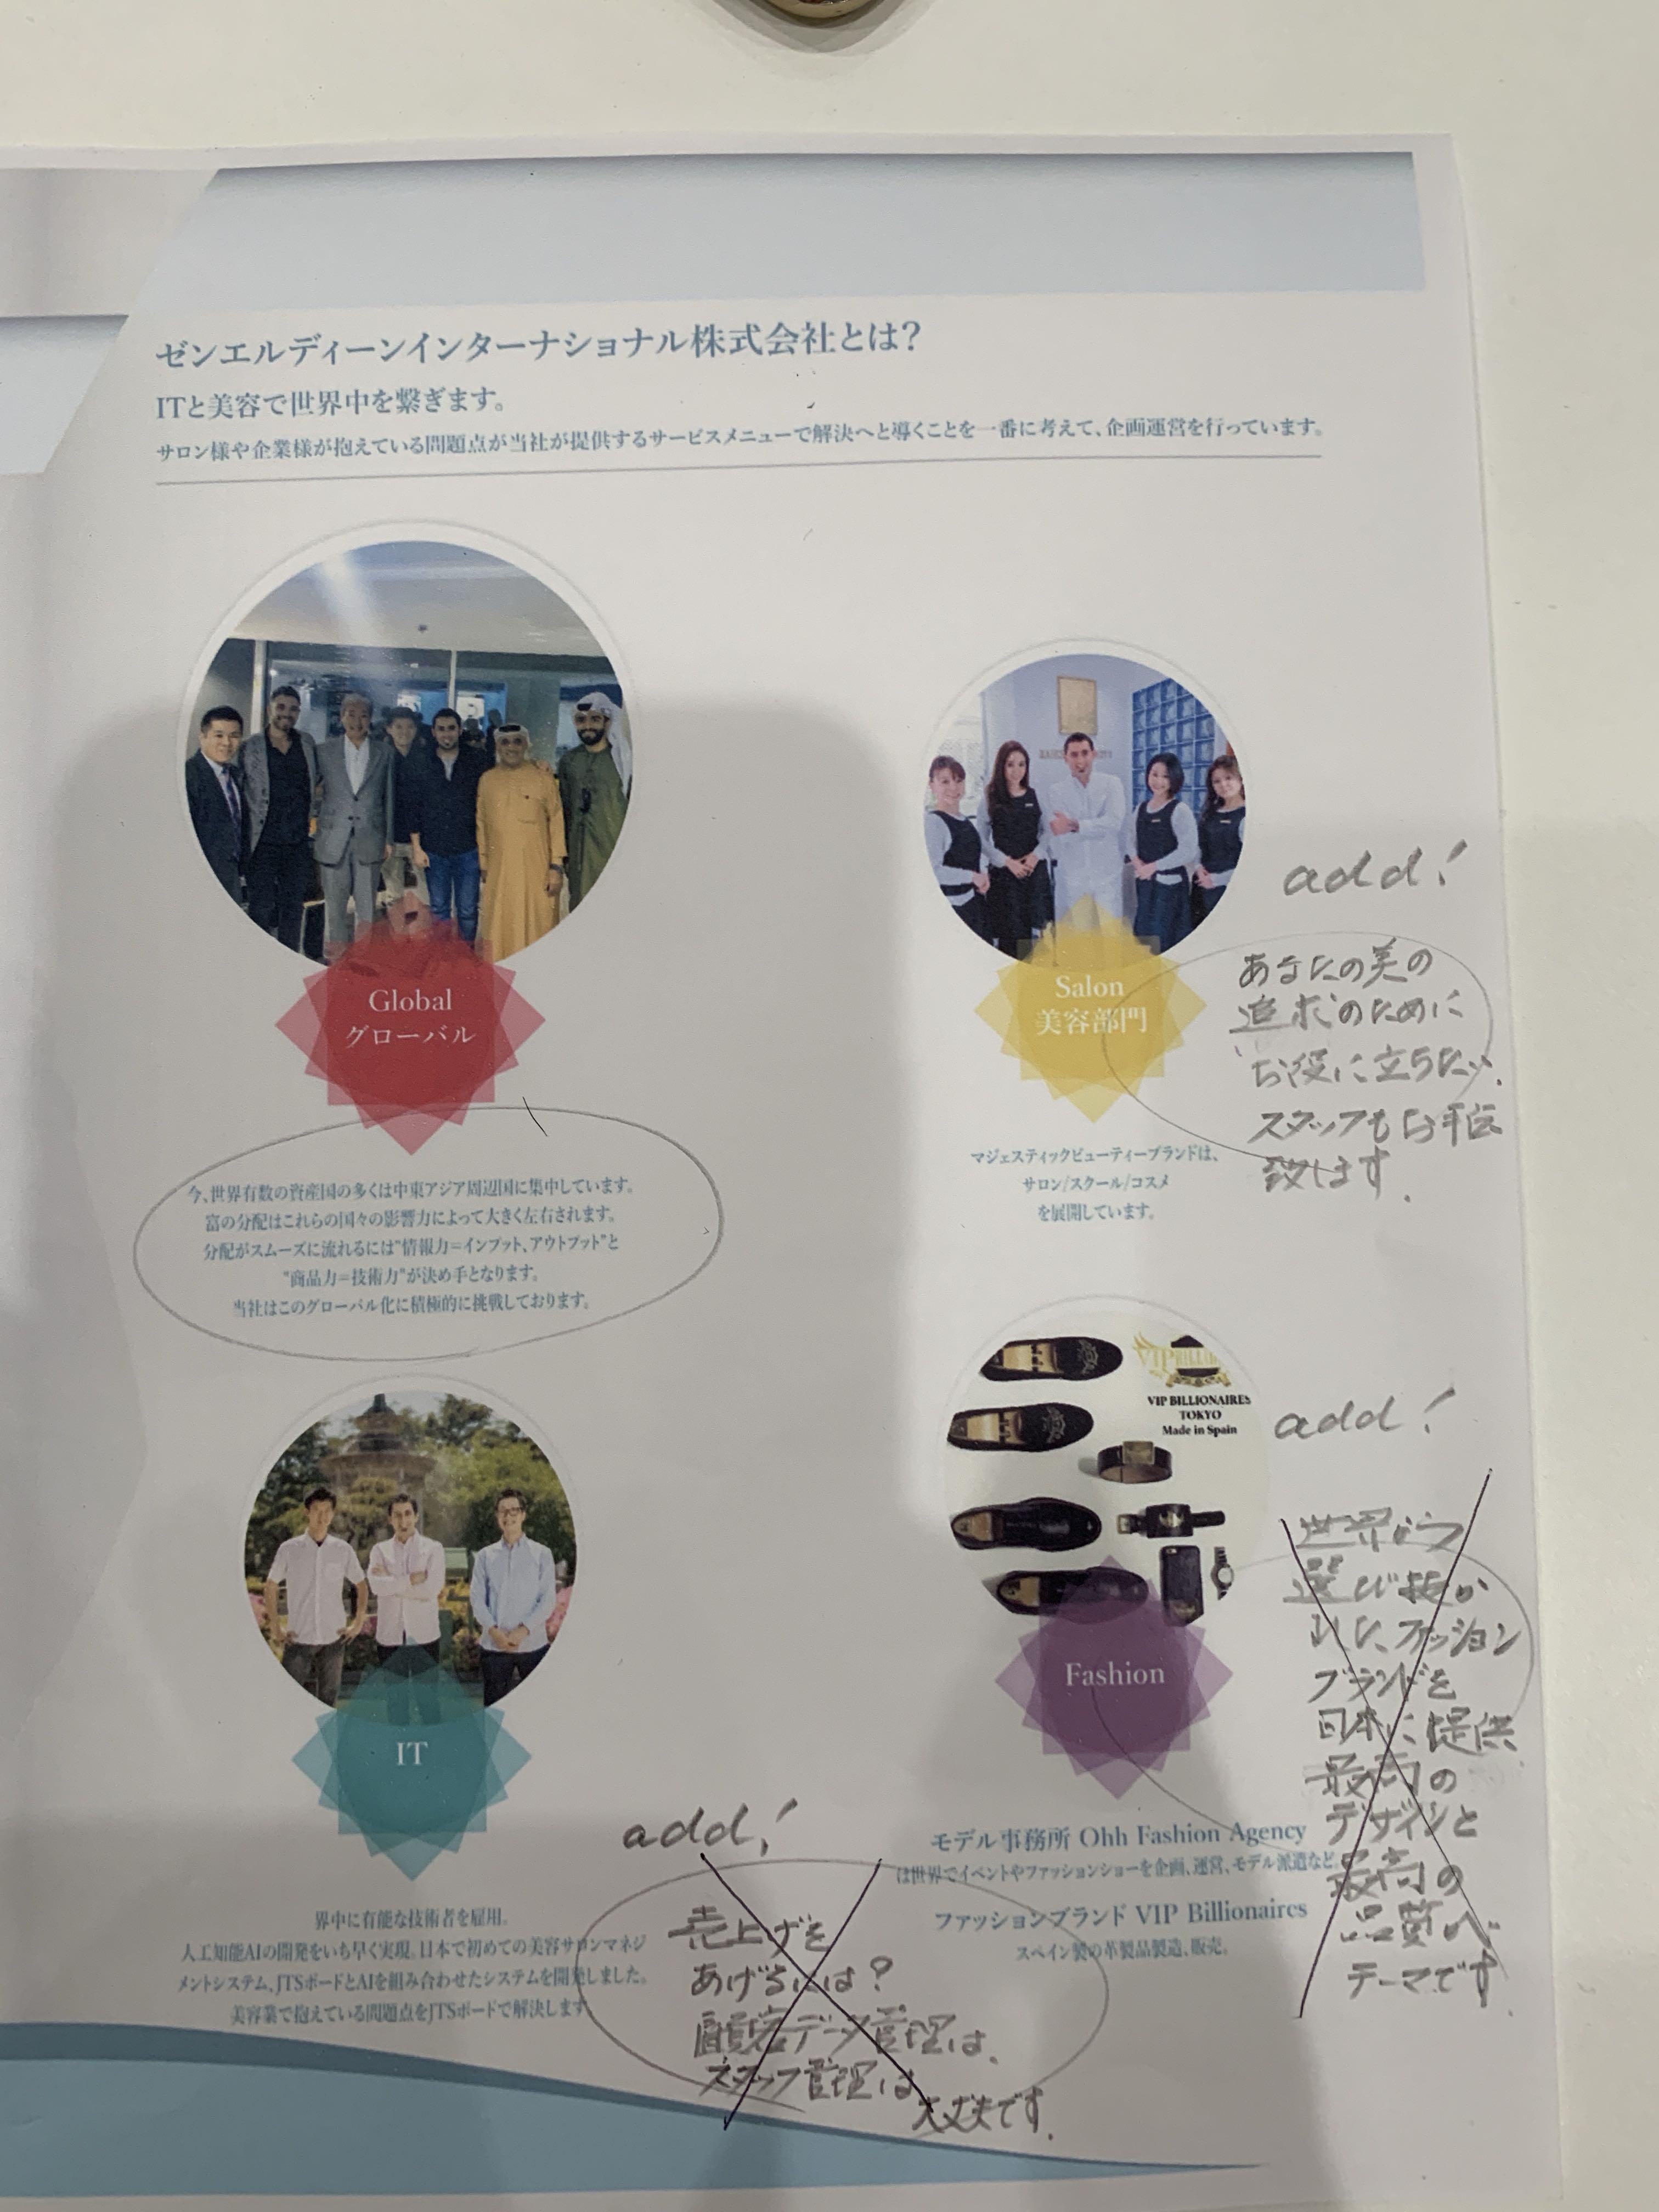 ゼンエルディーンインターナショナル株式会社とは？
ITと美容で世界中を繋ぎます。
サロン様や企業様が抱えている問題点が当社が提供するサービスメニューで解決へと導くことを一番に考えて、企画運営を行っています。
Global
グローバル
今、世界有数の資産国の多くは中東アジア周辺国に集中しています。
富の分配はこれらの国々の影響力によって大きく左右されます。
分配がスムーズに流れるには"情報力=インプット、アウトプット"と
"商品力=技術力"が決め手となります。
当社はこのグローバル化に積極的に挑戦しております。
Salon
美容部門
マジェスティックビューティーブランドは、
サロン/スクール/コスメ
を展開しています。
add!
あなたの美の
追求のために
お役に立ちたい.
スタッフもお手伝
致します.
IT
界中に有能な技術者を雇用。
人工知能AIの開発をいち早く実現。日本で初めての美容サロンマネジ
メントシステム、JTSボードとAIを組み合わせたシステムを開発しました。
美容業で抱えている問題点をJTSボードで解決します
add!
売上げを
あげるには?
顧客データ管理は.
スタッフ管理は
大丈夫です.
VIP BILLIONAIRES
TOKYO
Made in Spain
Fashion
モデル事務所 Ohh Fashion Agency
は世界でイベントやファッションショーを企画、運営、モデル派遣など
ファッションブランド VIP Billionaires
スペイン製の革製品製造、販売。
add!
世界から
選び抜か
れた、ファッション
ブランドを
日本に提供
最高の
デザインと
最高の
品質が
テーマです.